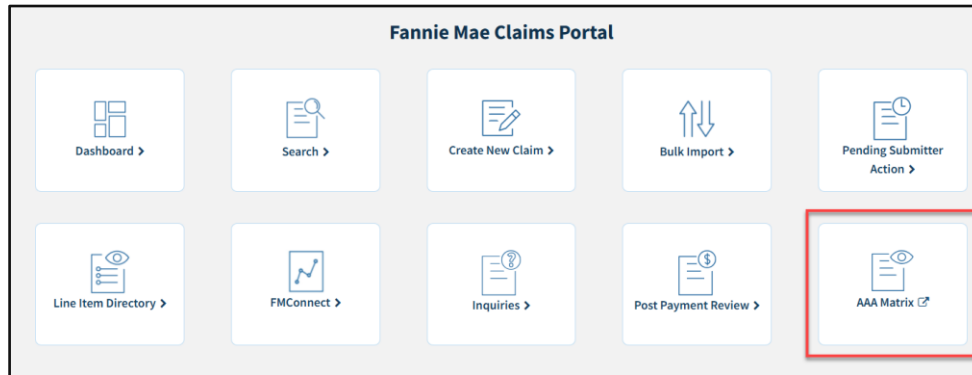 Fannie Mae Claims Portal
Dashboard >
Search >
Create New Claim >
Bulk Import >
Pending Submitter
Action >
Line Item Directory >
FMConnect >
Inquiries >
Post Payment Review >
AAA Matrix